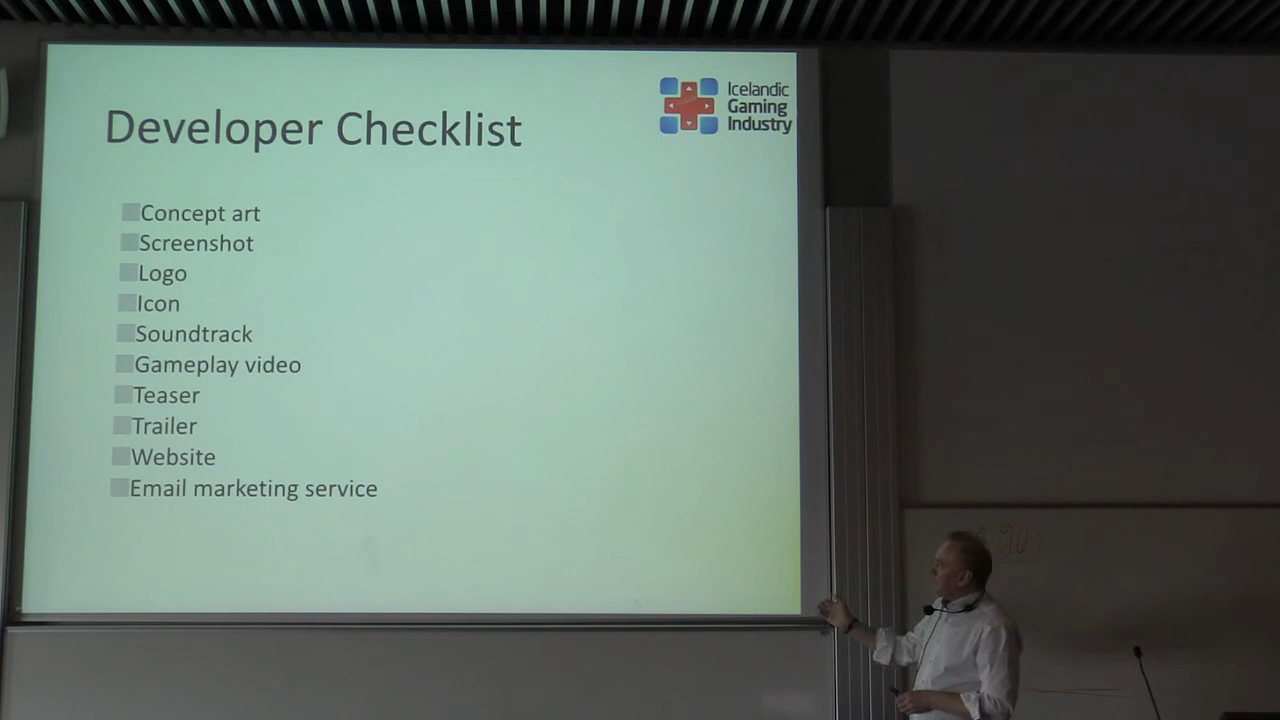 Developer Checklist
Icelandic
Gaming
Industry
Concept art
Screenshot
Logo
Icon
Soundtrack
Gameplay video
Teaser
Trailer
Website
Email marketing service